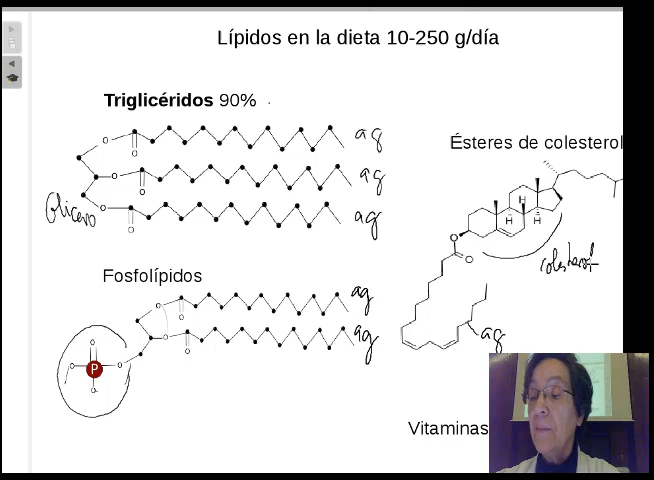 Lípidos en la dieta 10-250 g/día
Triglicéridos 90%
ag
ag
ag
O
O
O
O
O
O
Glicero
Ésteres de colesterol
H
H
H
O
O
colesterol
ag
Fosfolípidos
ag
ag
O
O
O
O
O
P
O
O
O
Vitaminas